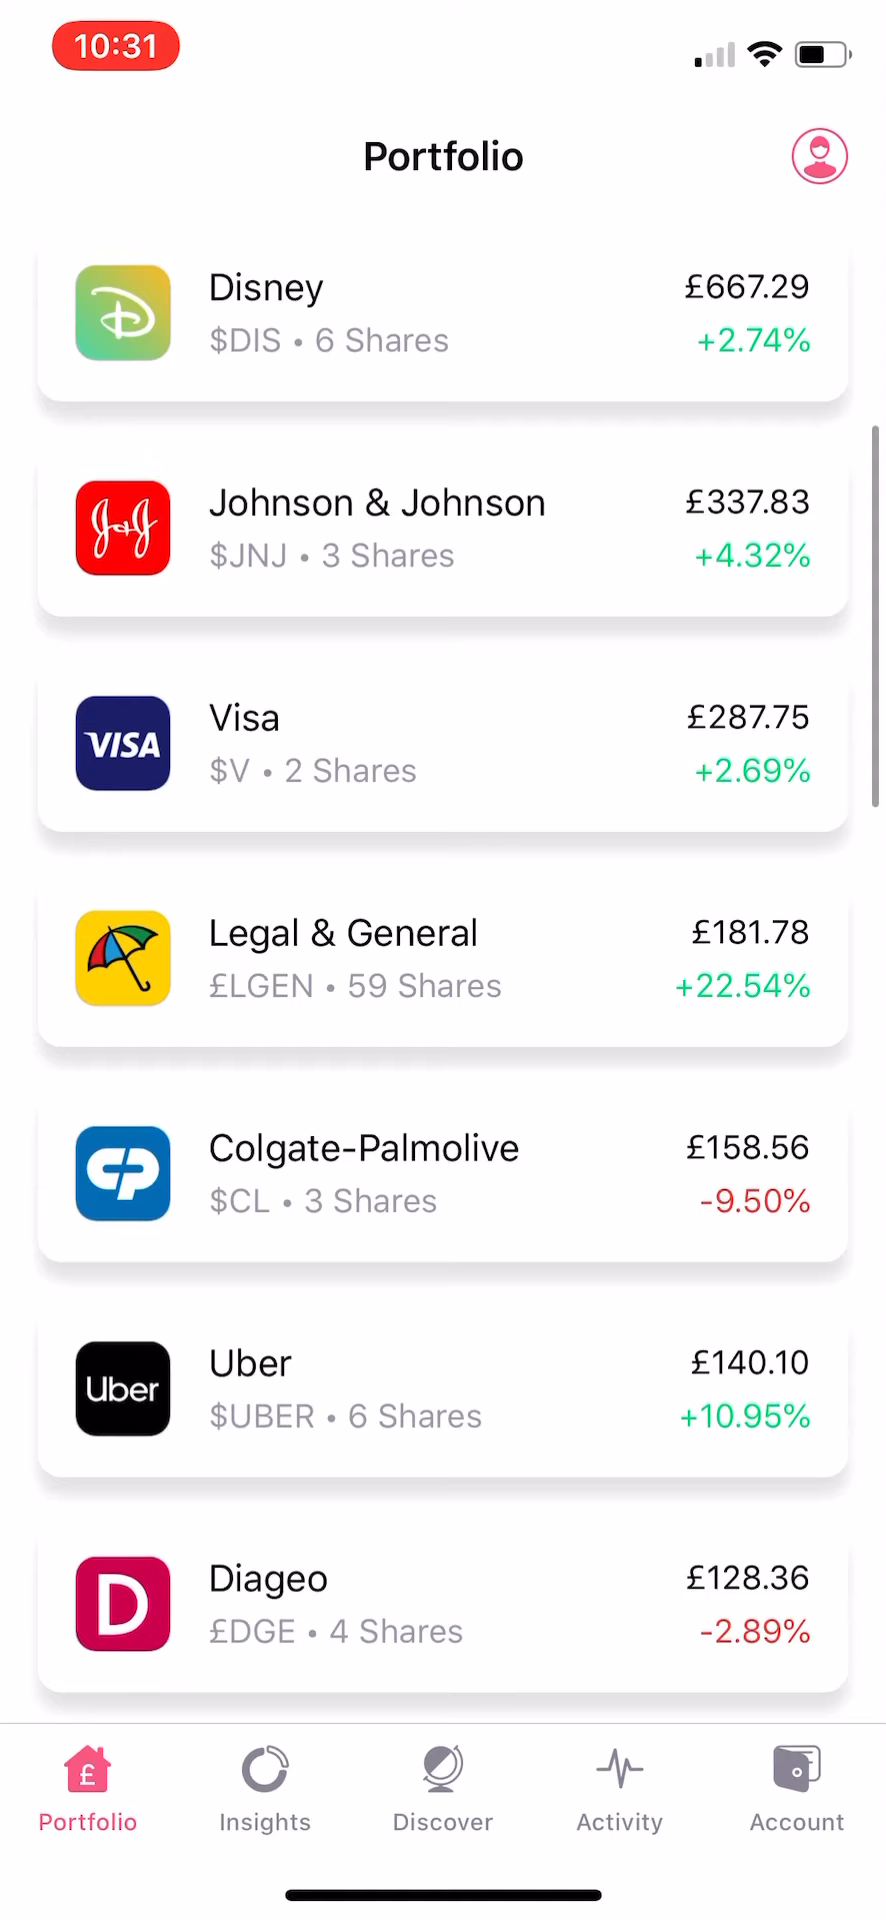 10:31
Portfolio
Disney £667.29
$DIS • 6 Shares +2.74%
J&J
Johnson & Johnson £337.83
$JNJ • 3 Shares +4.32%
VISA
Visa £287.75
$V • 2 Shares +2.69%
Legal & General £181.78
£LGEN • 59 Shares +22.54%
CP
Colgate-Palmolive £158.56
$CL • 3 Shares -9.50%
Uber
Uber £140.10
$UBER • 6 Shares +10.95%
D
Diageo £128.36
£DGE • 4 Shares -2.89%
£
Portfolio Insights Discover Activity Account